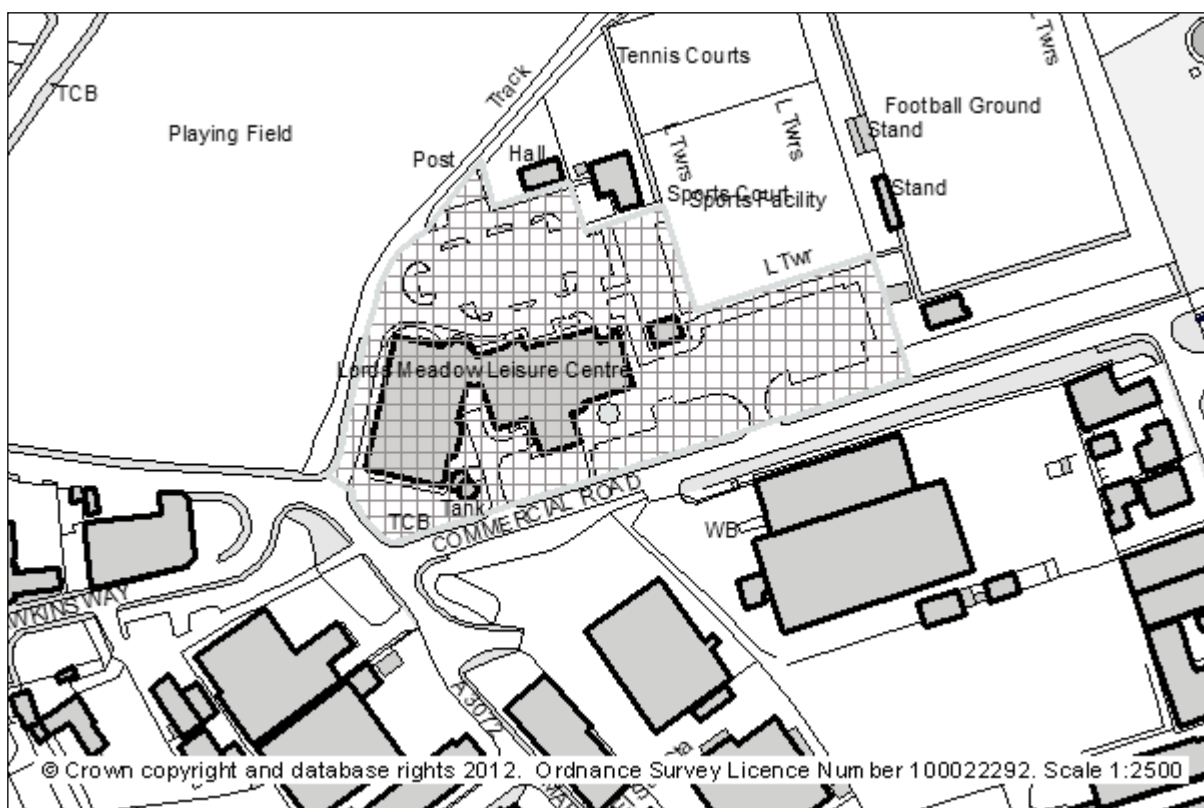 L Twrs
Tennis Courts
TCB
Track
Football Ground
Playing Field
L Twrs
Stand
L Twrs
Post
Hall
Sports Court
Sports Facility
Stand
L Twr
Lords Meadow Leisure Centre
Tank
TCB
COMMERCIAL ROAD
WB
WKINS WAY
A 3072
© Crown copyright and database rights 2012. Ordnance Survey Licence Number 100022292. Scale 1:2500